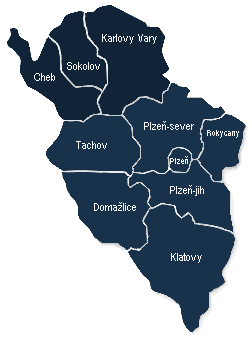 Karlovy Vary
Sokolov
Cheb
Plzeň-sever
Rokycany
Tachov
Plzeň
Plzeň-jih
Domažlice
Klatovy